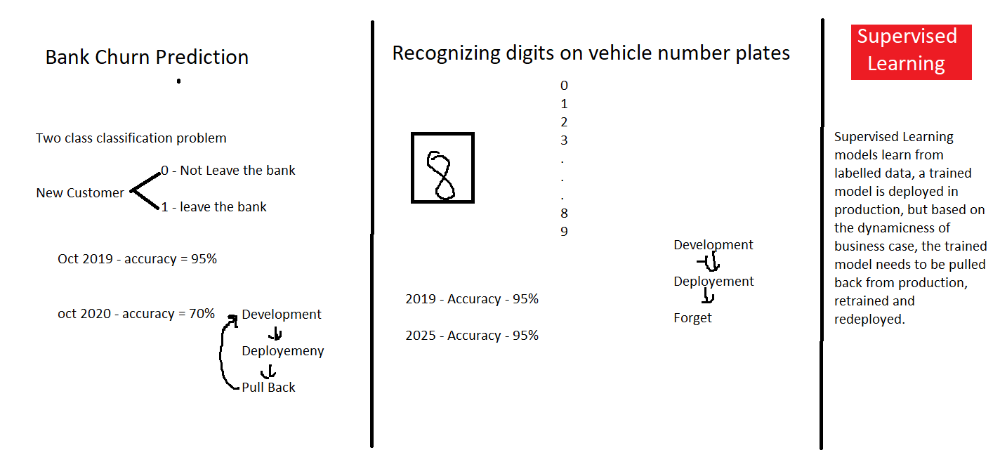 Bank Churn Prediction
Two class classification problem
0 - Not Leave the bank
New Customer
1 - leave the bank
Oct 2019 - accuracy = 95%
oct 2020 - accuracy = 70%
Development
Deployemeny
Pull Back
Recognizing digits on vehicle number plates
0
1
2
3
.
.
.
8
9
8
Development
Deployement
Forget
2019 - Accuracy - 95%
2025 - Accuracy - 95%
Supervised
Learning
Supervised Learning
models learn from
labelled data, a trained
model is deployed in
production, but based on
the dynamicness of
business case, the trained
model needs to be pulled
back from production,
retrained and
redeployed.